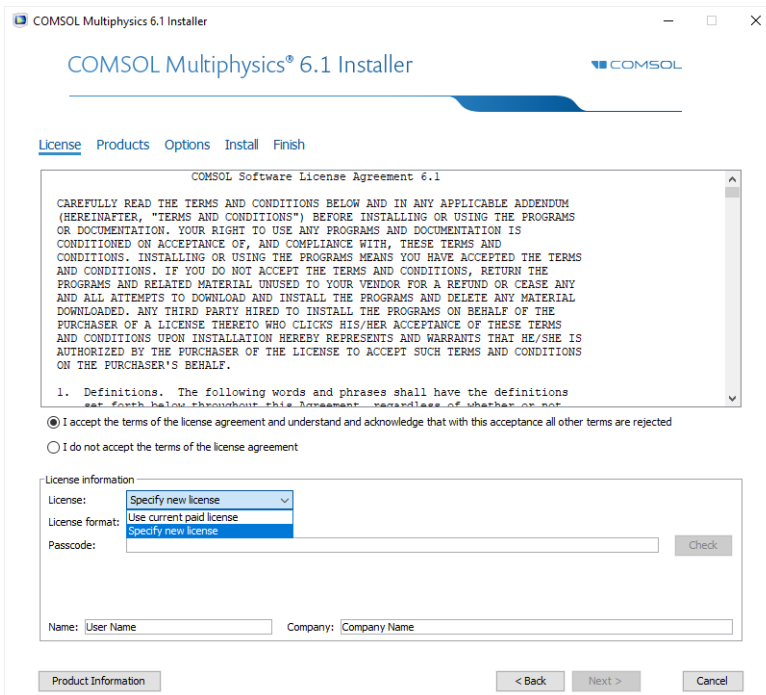 COMSOL Multiphysics 6.1 Installer
COMSOL Multiphysics® 6.1 Installer
COMSOL
License Products Options Install Finish
COMSOL Software License Agreement 6.1
CAREFULLY READ THE TERMS AND CONDITIONS BELOW AND IN ANY APPLICABLE ADDENDUM
(HEREINAFTER, "TERMS AND CONDITIONS") BEFORE INSTALLING OR USING THE PROGRAMS
OR DOCUMENTATION. YOUR RIGHT TO USE ANY PROGRAMS AND DOCUMENTATION IS
CONDITIONED ON ACCEPTANCE OF, AND COMPLIANCE WITH, THESE TERMS AND
CONDITIONS. INSTALLING OR USING THE PROGRAMS MEANS YOU HAVE ACCEPTED THE TERMS
AND CONDITIONS. IF YOU DO NOT ACCEPT THE TERMS AND CONDITIONS, RETURN THE
PROGRAMS AND RELATED MATERIAL UNUSED TO YOUR VENDOR FOR A REFUND OR CEASE ANY
AND ALL ATTEMPTS TO DOWNLOAD AND INSTALL THE PROGRAMS AND DELETE ANY MATERIAL
DOWNLOADED. ANY THIRD PARTY HIRED TO INSTALL THE PROGRAMS ON BEHALF OF THE
PURCHASER OF A LICENSE THERETO WHO CLICKS HIS/HER ACCEPTANCE OF THESE TERMS
AND CONDITIONS UPON INSTALLATION HEREBY REPRESENTS AND WARRANTS THAT HE/SHE IS
AUTHORIZED BY THE PURCHASER OF THE LICENSE TO ACCEPT SUCH TERMS AND CONDITIONS
ON THE PURCHASER'S BEHALF.
1. Definitions. The following words and phrases shall have the definitions
set forth below throughout this Agreement, regardless of whether or not
I accept the terms of the license agreement and understand and acknowledge that with this acceptance all other terms are rejected
I do not accept the terms of the license agreement
License information
License: Specify new license
Use current paid license
License format: Specify new license
Passcode: Check
Name: User Name Company: Company Name
Product Information < Back Next > Cancel